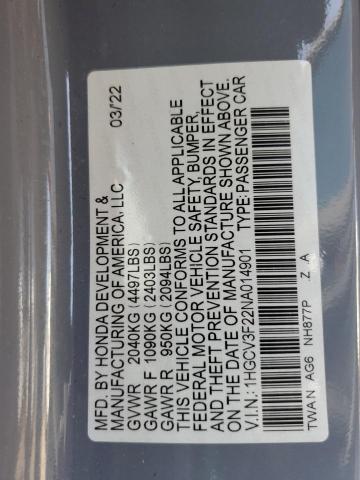 MFD. BY HONDA DEVELOPMENT &
MANUFACTURING OF AMERICA, LLC 03/22
GVWR 2040KG (4497LBS)
GAWR F 1090KG (2403LBS)
GAWR R 950KG (2094LBS)
THIS VEHICLE CONFORMS TO ALL APPLICABLE
FEDERAL MOTOR VEHICLE SAFETY, BUMPER,
AND THEFT PREVENTION STANDARDS IN EFFECT
ON THE DATE OF MANUFACTURE SHOWN ABOVE.
V.I.N.: 1HGCV3F22NA014901 TYPE: PASSENGER CAR
TWAN AG6 NH877P Z A